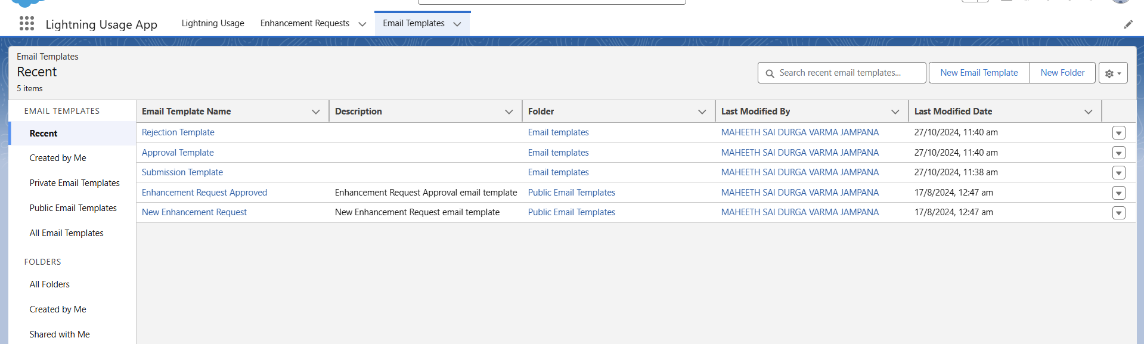 Lightning Usage App Lightning Usage Enhancement Requests Email Templates
Email Templates
Recent
5 items
Search recent email templates...
New Email Template New Folder
EMAIL TEMPLATES
Recent
Created by Me
Private Email Templates
Public Email Templates
All Email Templates
FOLDERS
All Folders
Created by Me
Shared with Me
Email Template Name Description Folder Last Modified By Last Modified Date
Rejection Template Email templates MAHEETH SAI DURGA VARMA JAMPANA 27/10/2024, 11:40 am
Approval Template Email templates MAHEETH SAI DURGA VARMA JAMPANA 27/10/2024, 11:40 am
Submission Template Email templates MAHEETH SAI DURGA VARMA JAMPANA 27/10/2024, 11:38 am
Enhancement Request Approved Enhancement Request Approval email template Public Email Templates MAHEETH SAI DURGA VARMA JAMPANA 17/8/2024, 12:47 am
New Enhancement Request New Enhancement Request email template Public Email Templates MAHEETH SAI DURGA VARMA JAMPANA 17/8/2024, 12:47 am